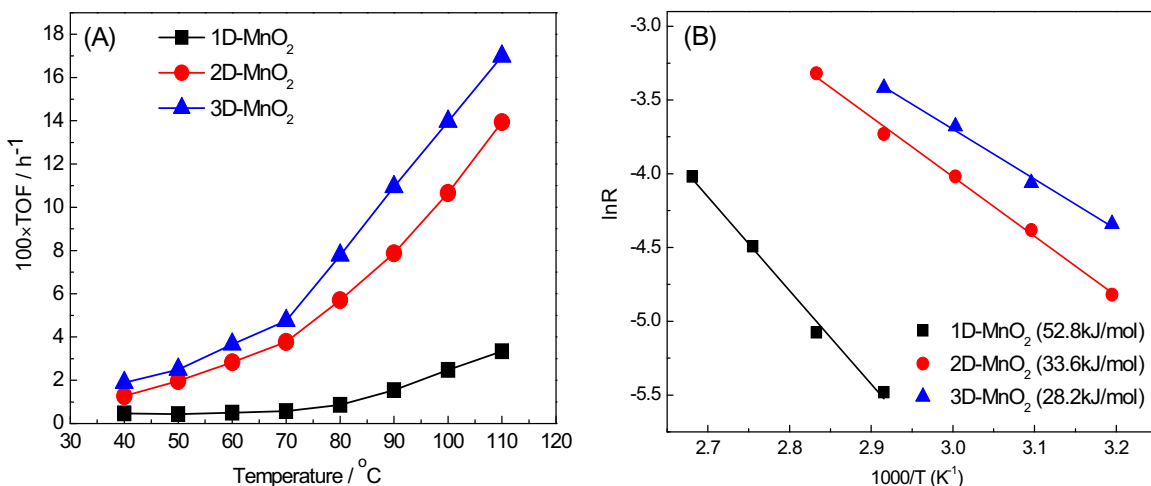 (A)
1D-MnO₂
2D-MnO₂
3D-MnO₂
100×TOF / h⁻¹
18
16
14
12
10
8
6
4
2
0
30 40 50 60 70 80 90 100 110 120
Temperature / °C
(B)
lnR
-3.0
-3.5
-4.0
-4.5
-5.0
-5.5
1D-MnO₂ (52.8kJ/mol)
2D-MnO₂ (33.6kJ/mol)
3D-MnO₂ (28.2kJ/mol)
2.7 2.8 2.9 3.0 3.1 3.2
1000/T (K⁻¹)